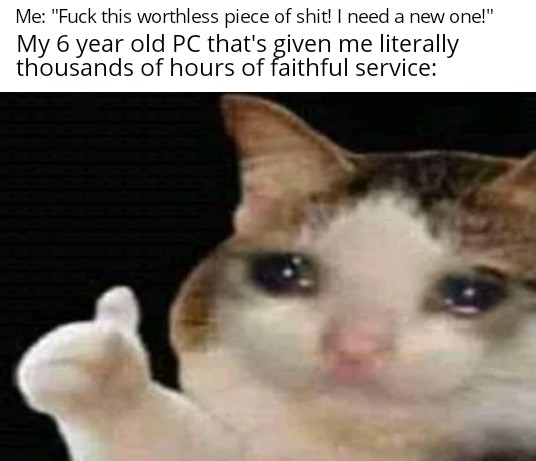 Me: "Fuck this worthless piece of shit! I need a new one!"
My 6 year old PC that's given me literally
thousands of hours of faithful service: